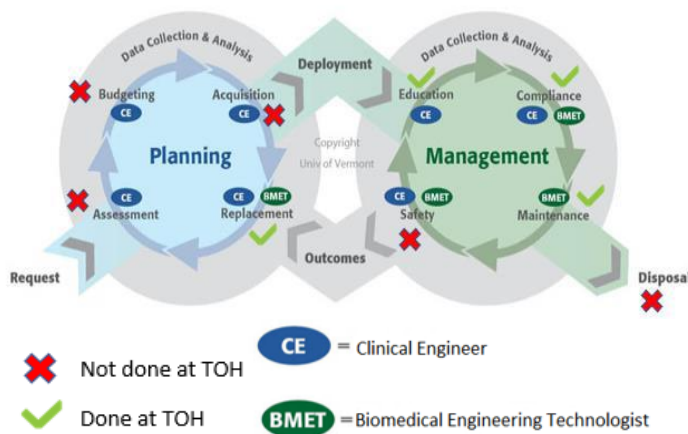 Data Collection & Analysis
Data Collection & Analysis
Deployment
Budgeting
Acquisition
CE
CE
Education
Compliance
CE
CE
BMET
Planning
Copyright
Univ of Vermont
Management
CE
CE
BMET
CE
BMET
BMET
Assessment
Replacement
Safety
Maintenance
Outcomes
Request
Disposal
CE
= Clinical Engineer
Not done at TOH
Done at TOH
BMET
= Biomedical Engineering Technologist